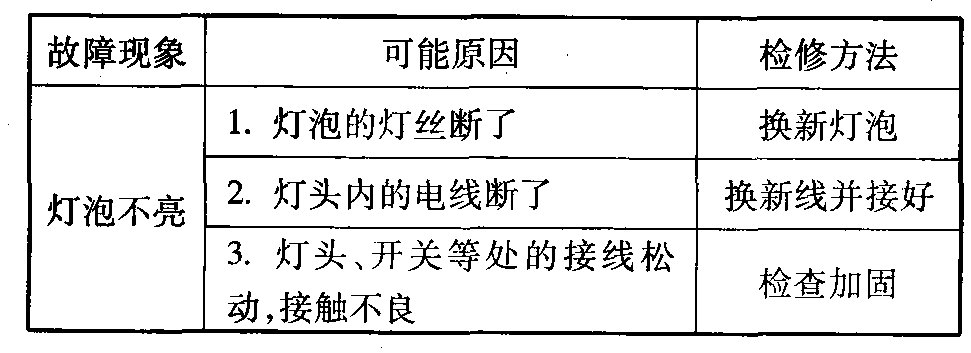 故障现象 可能原因 检修方法
1. 灯泡的灯丝断了 换新灯泡
灯泡不亮 2. 灯头内的电线断了 换新线并接好
3. 灯头、开关等处的接线松
动,接触不良 检查加固